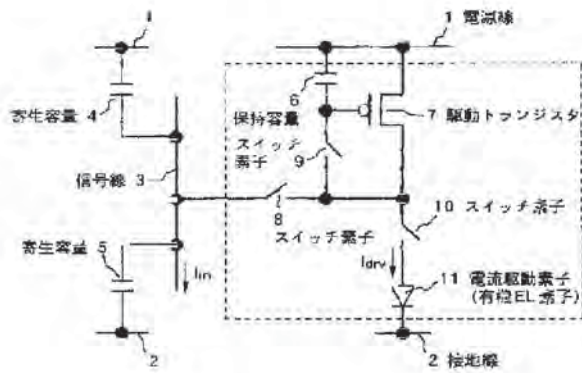 1
1 電源線
寄生容量 4
6
保持容量
7 駆動トランジスタ
スイッチ
素子 9
信号線 3
8
スイッチ素子
10 スイッチ素子
寄生容量 5
Iin
Idrv
11 電流駆動素子
(有機EL素子)
2
2 接地線